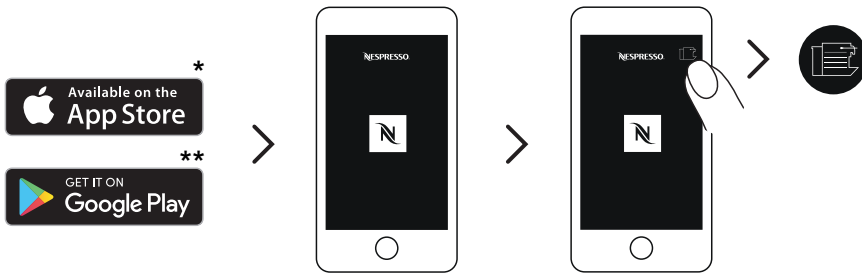 *
Available on the
App Store
**
GET IT ON
Google Play
NESPRESSO
N
NESPRESSO
N